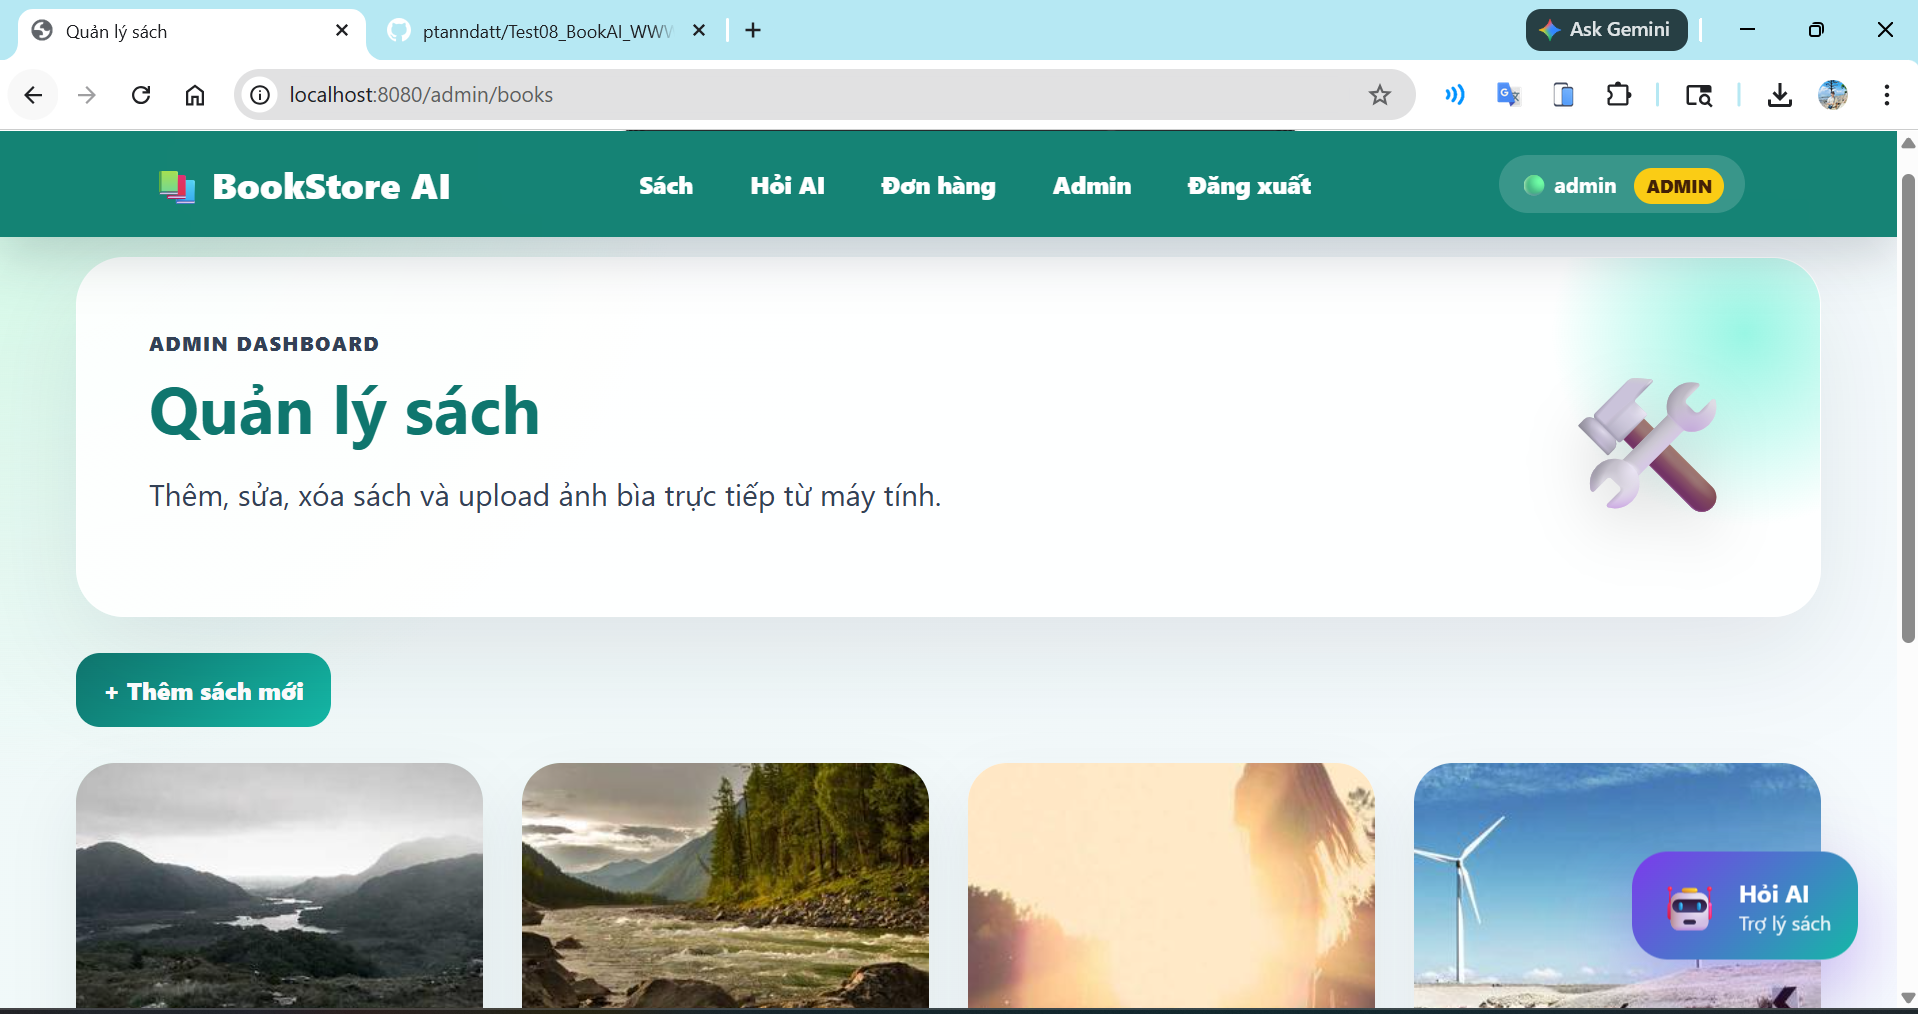 Quản lý sách
ptanndatt/Test08_BookAI_WWW
Ask Gemini
localhost:8080/admin/books
BookStore AI
Sách
Hỏi AI
Đơn hàng
Admin
Đăng xuất
admin
ADMIN
ADMIN DASHBOARD
Quản lý sách
Thêm, sửa, xóa sách và upload ảnh bìa trực tiếp từ máy tính.
+ Thêm sách mới
Hỏi AI
Trợ lý sách